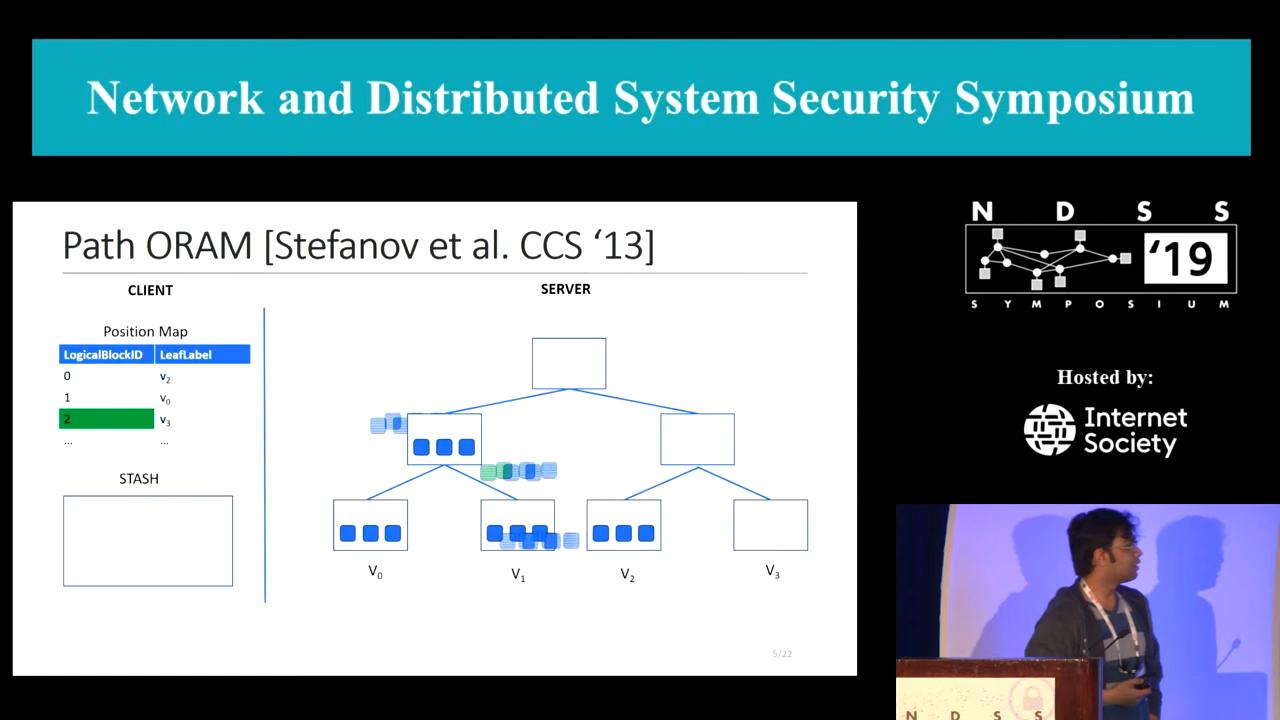 Network and Distributed System Security Symposium
Path ORAM [Stefanov et al. CCS ‘13]
CLIENT
SERVER
Position Map
LogicalBlockID LeafLabel
0 v2
1 v0
2 v3
... ...
STASH
V0
V1
V2
V3
5/22
N D S S
‘19
S Y M P O S I U M
Hosted by:
Internet
Society
N D S S